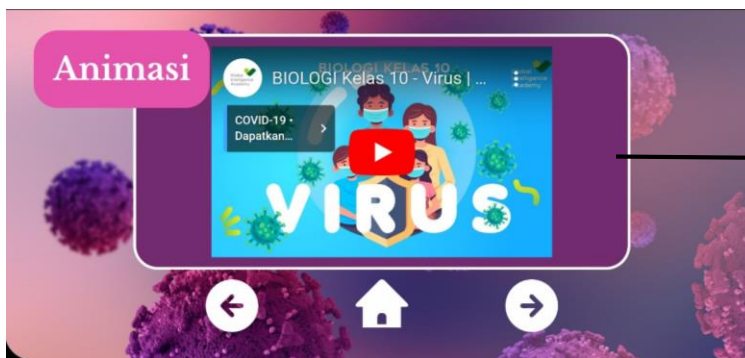 Animasi
BIOLOGI KELAS 10
BIOLOGI Kelas 10 - Virus | ...
COVID-19 •
Dapatkan...
VIRUS